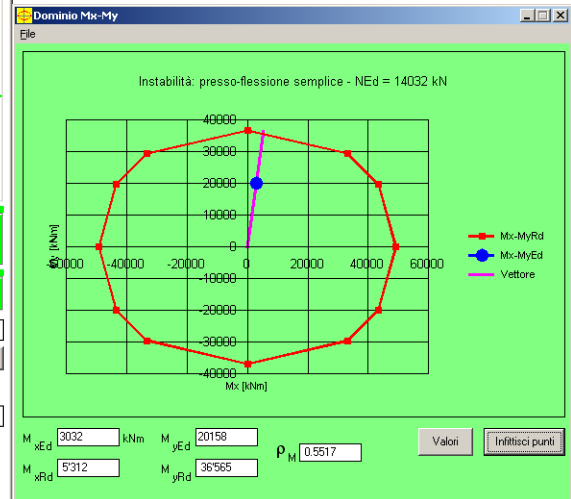 Dominio Mx-My
File
Instabilità: presso-flessione semplice - NEd = 14032 kN
40000
30000
20000
10000
0
-10000
-20000
-30000
-40000
-40000 -20000 0 20000 40000 60000
Mx [kNm]
Mx-MyRd
Mx-MyEd
Vettore
M xEd 3032 kNm M yEd 20158
M xRd 5'312 M yRd 36'565
ρ M 0.5517
Valori
Infittisci punti